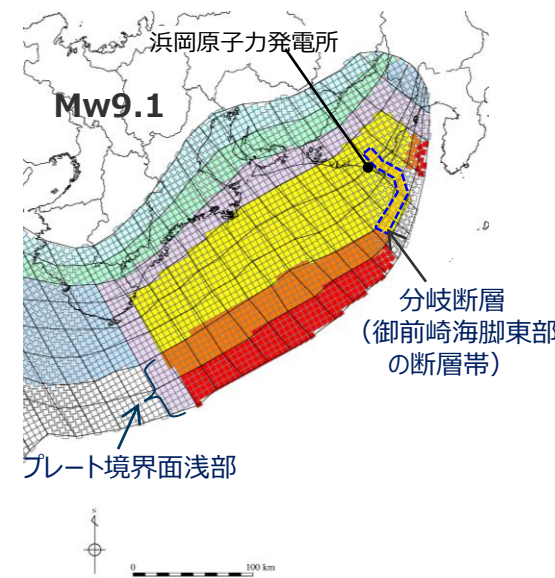 浜岡原子力発電所
Mw9.1
分岐断層
（御前崎海脚東部
の断層帯）
プレート境界面浅部
N
0 100 km